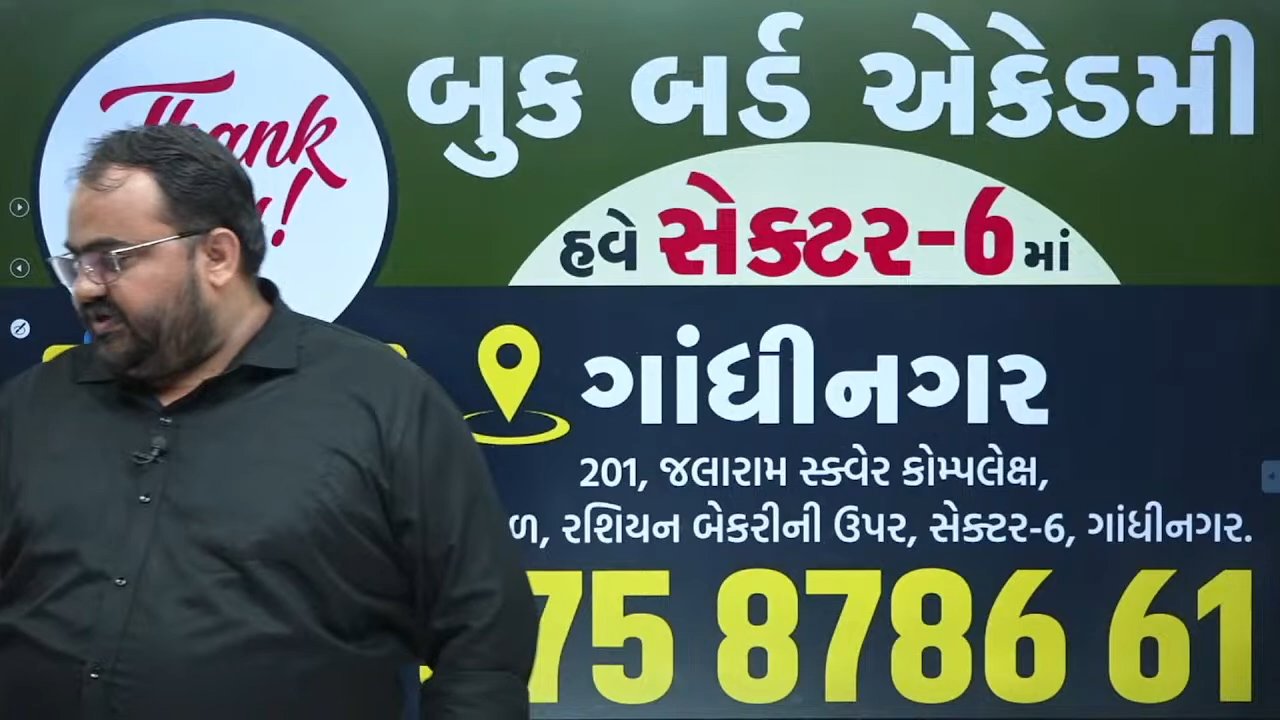 બુક બર્ડ એકેડમી
હવે સેક્ટર-6 માં
ગાંધીનગર
201, જલારામ સ્ક્વેર કોમ્પલેક્ષ,
રશિયન બેકરીની ઉપર, સેક્ટર-6, ગાંધીનગર.
75 8786 61